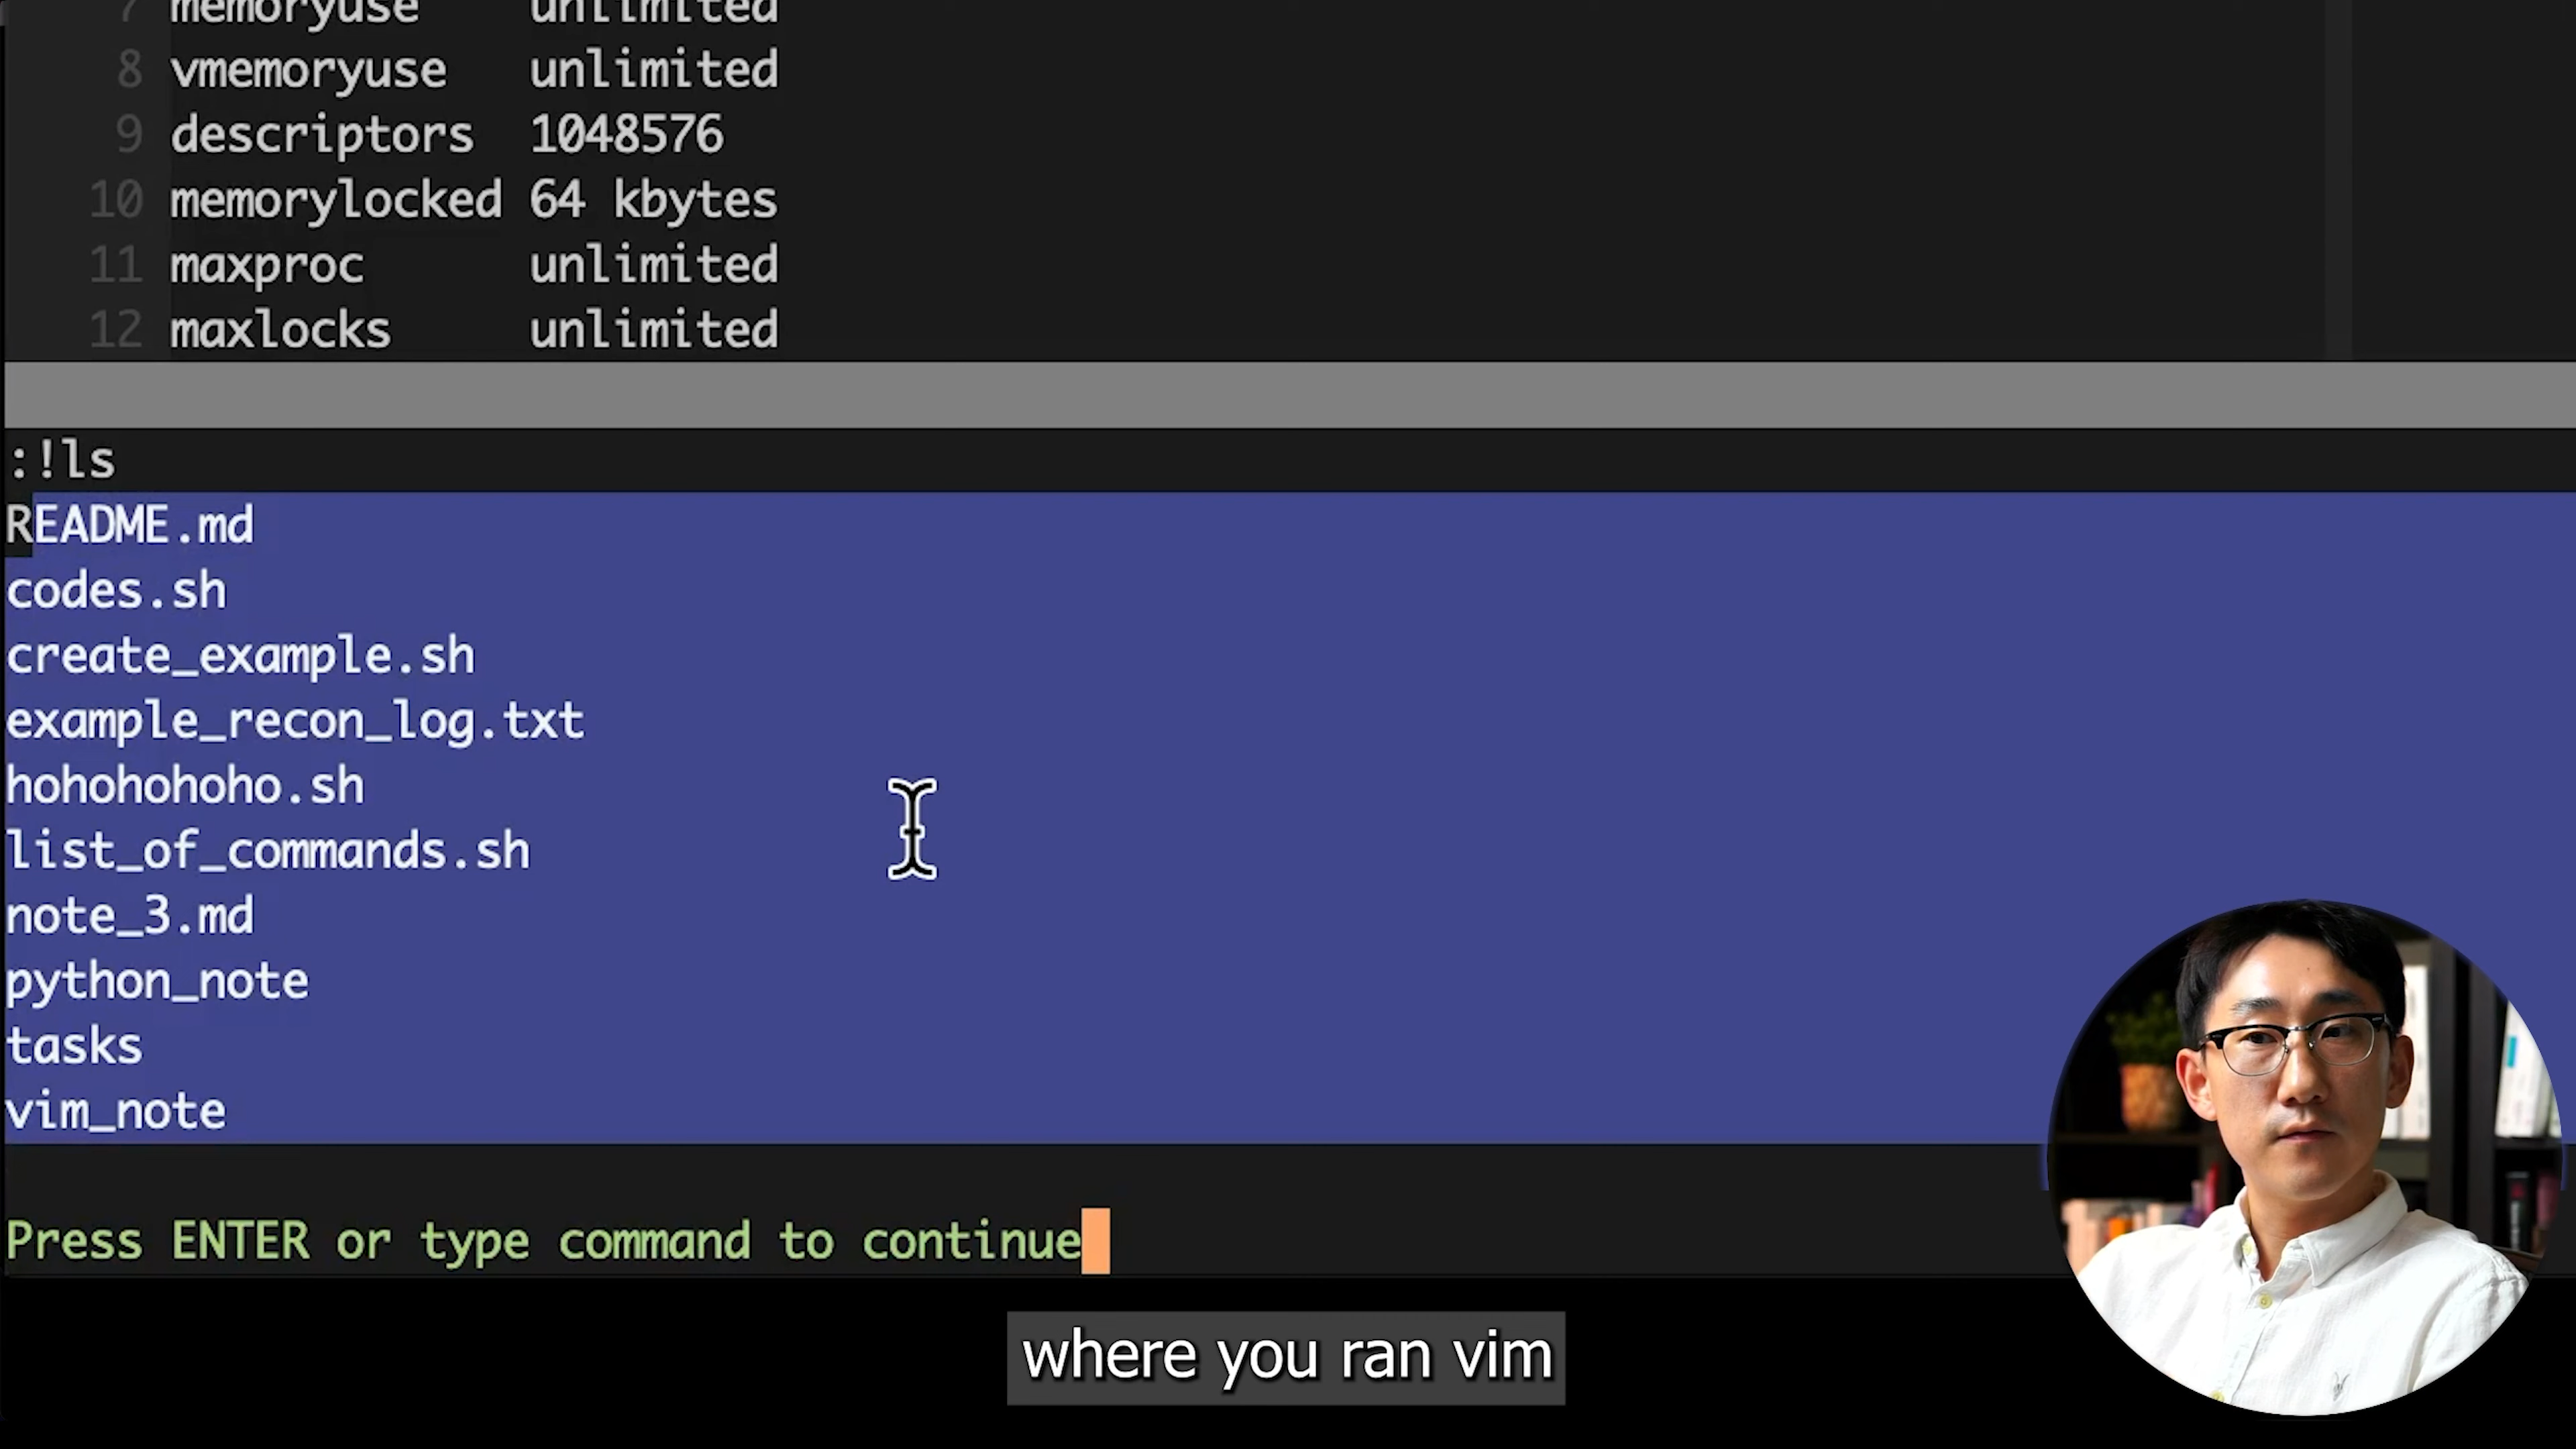 7 memoryuse unlimited
8 vmemoryuse unlimited
9 descriptors 1048576
10 memorylocked 64 kbytes
11 maxproc unlimited
12 maxlocks unlimited
:!ls
README.md
codes.sh
create_example.sh
example_recon_log.txt
hohohohoho.sh
list_of_commands.sh
note_3.md
python_note
tasks
vim_note
Press ENTER or type command to continue
where you ran vim